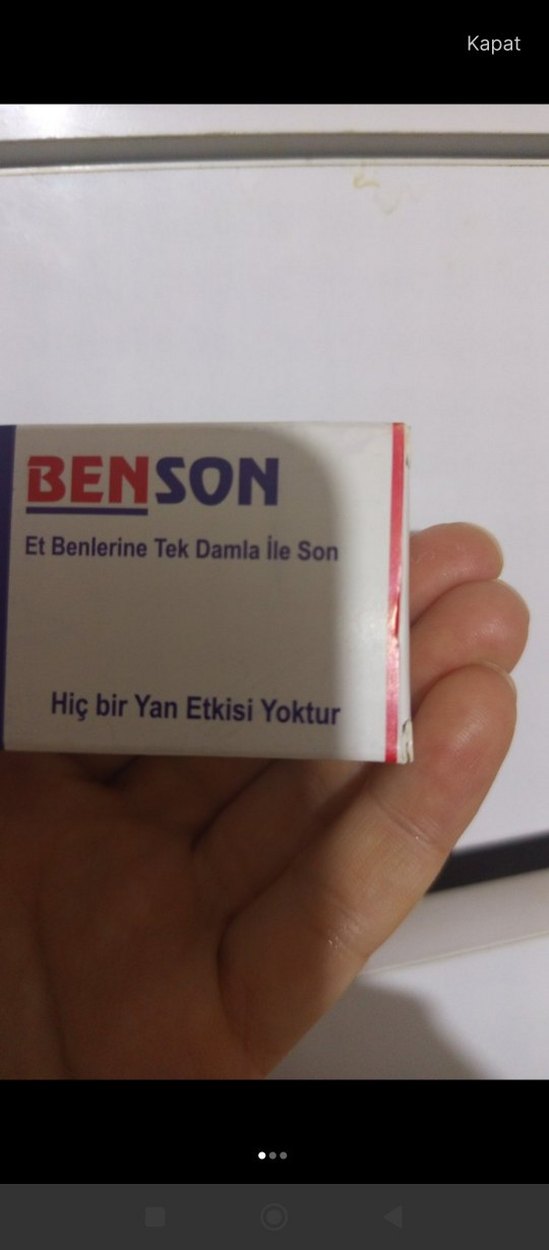 Kapat
BENSON
Et Benlerine Tek Damla İle Son
Hiç bir Yan Etkisi Yoktur